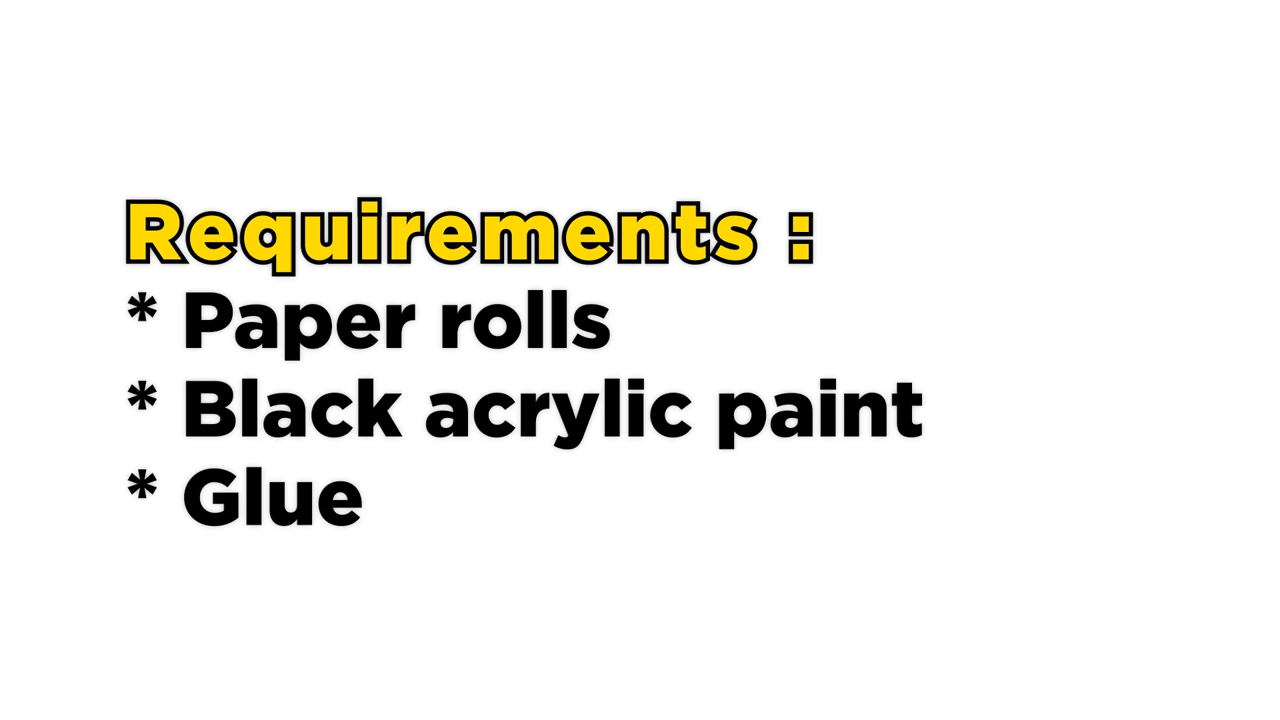 Requirements :
* Paper rolls
* Black acrylic paint
* Glue